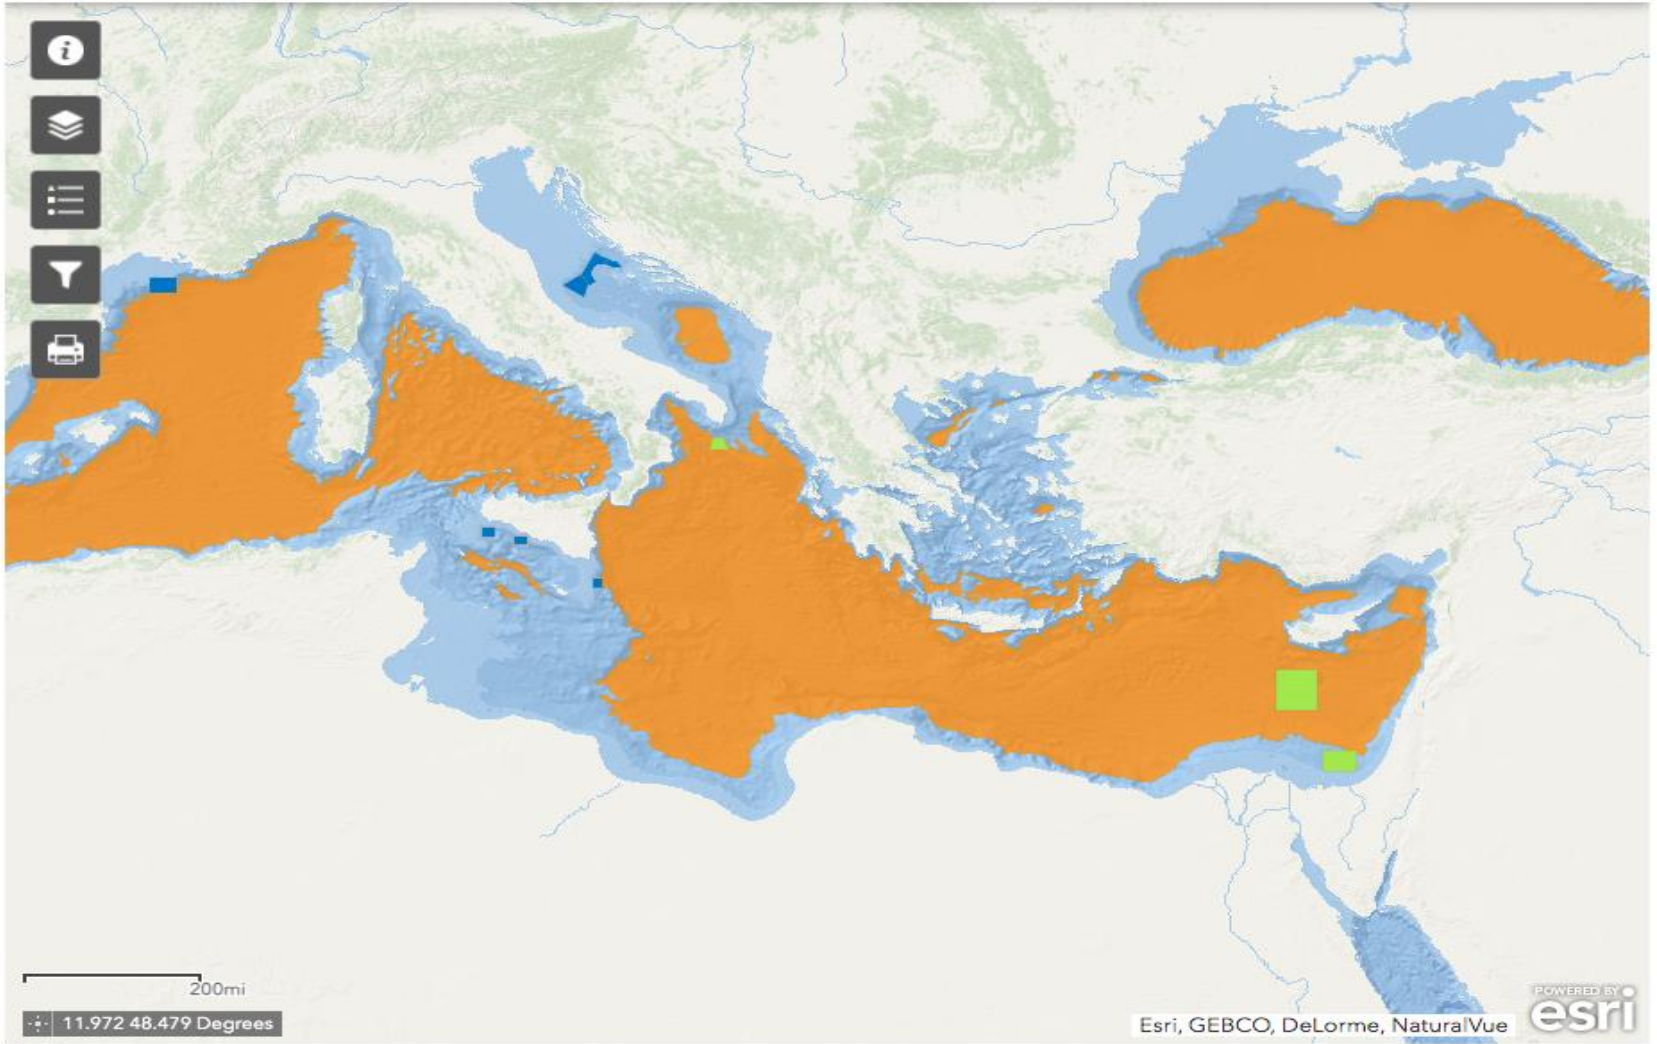 200mi
11.972 48.479 Degrees
Esri, GEBCO, DeLorme, NaturalVue
POWERED BY
esri